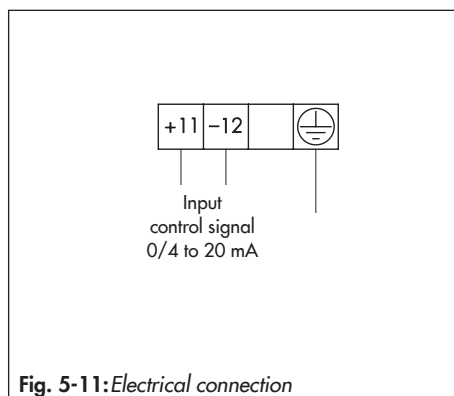 +11 −12
Input
control signal
0/4 to 20 mA
Fig. 5-11: Electrical connection